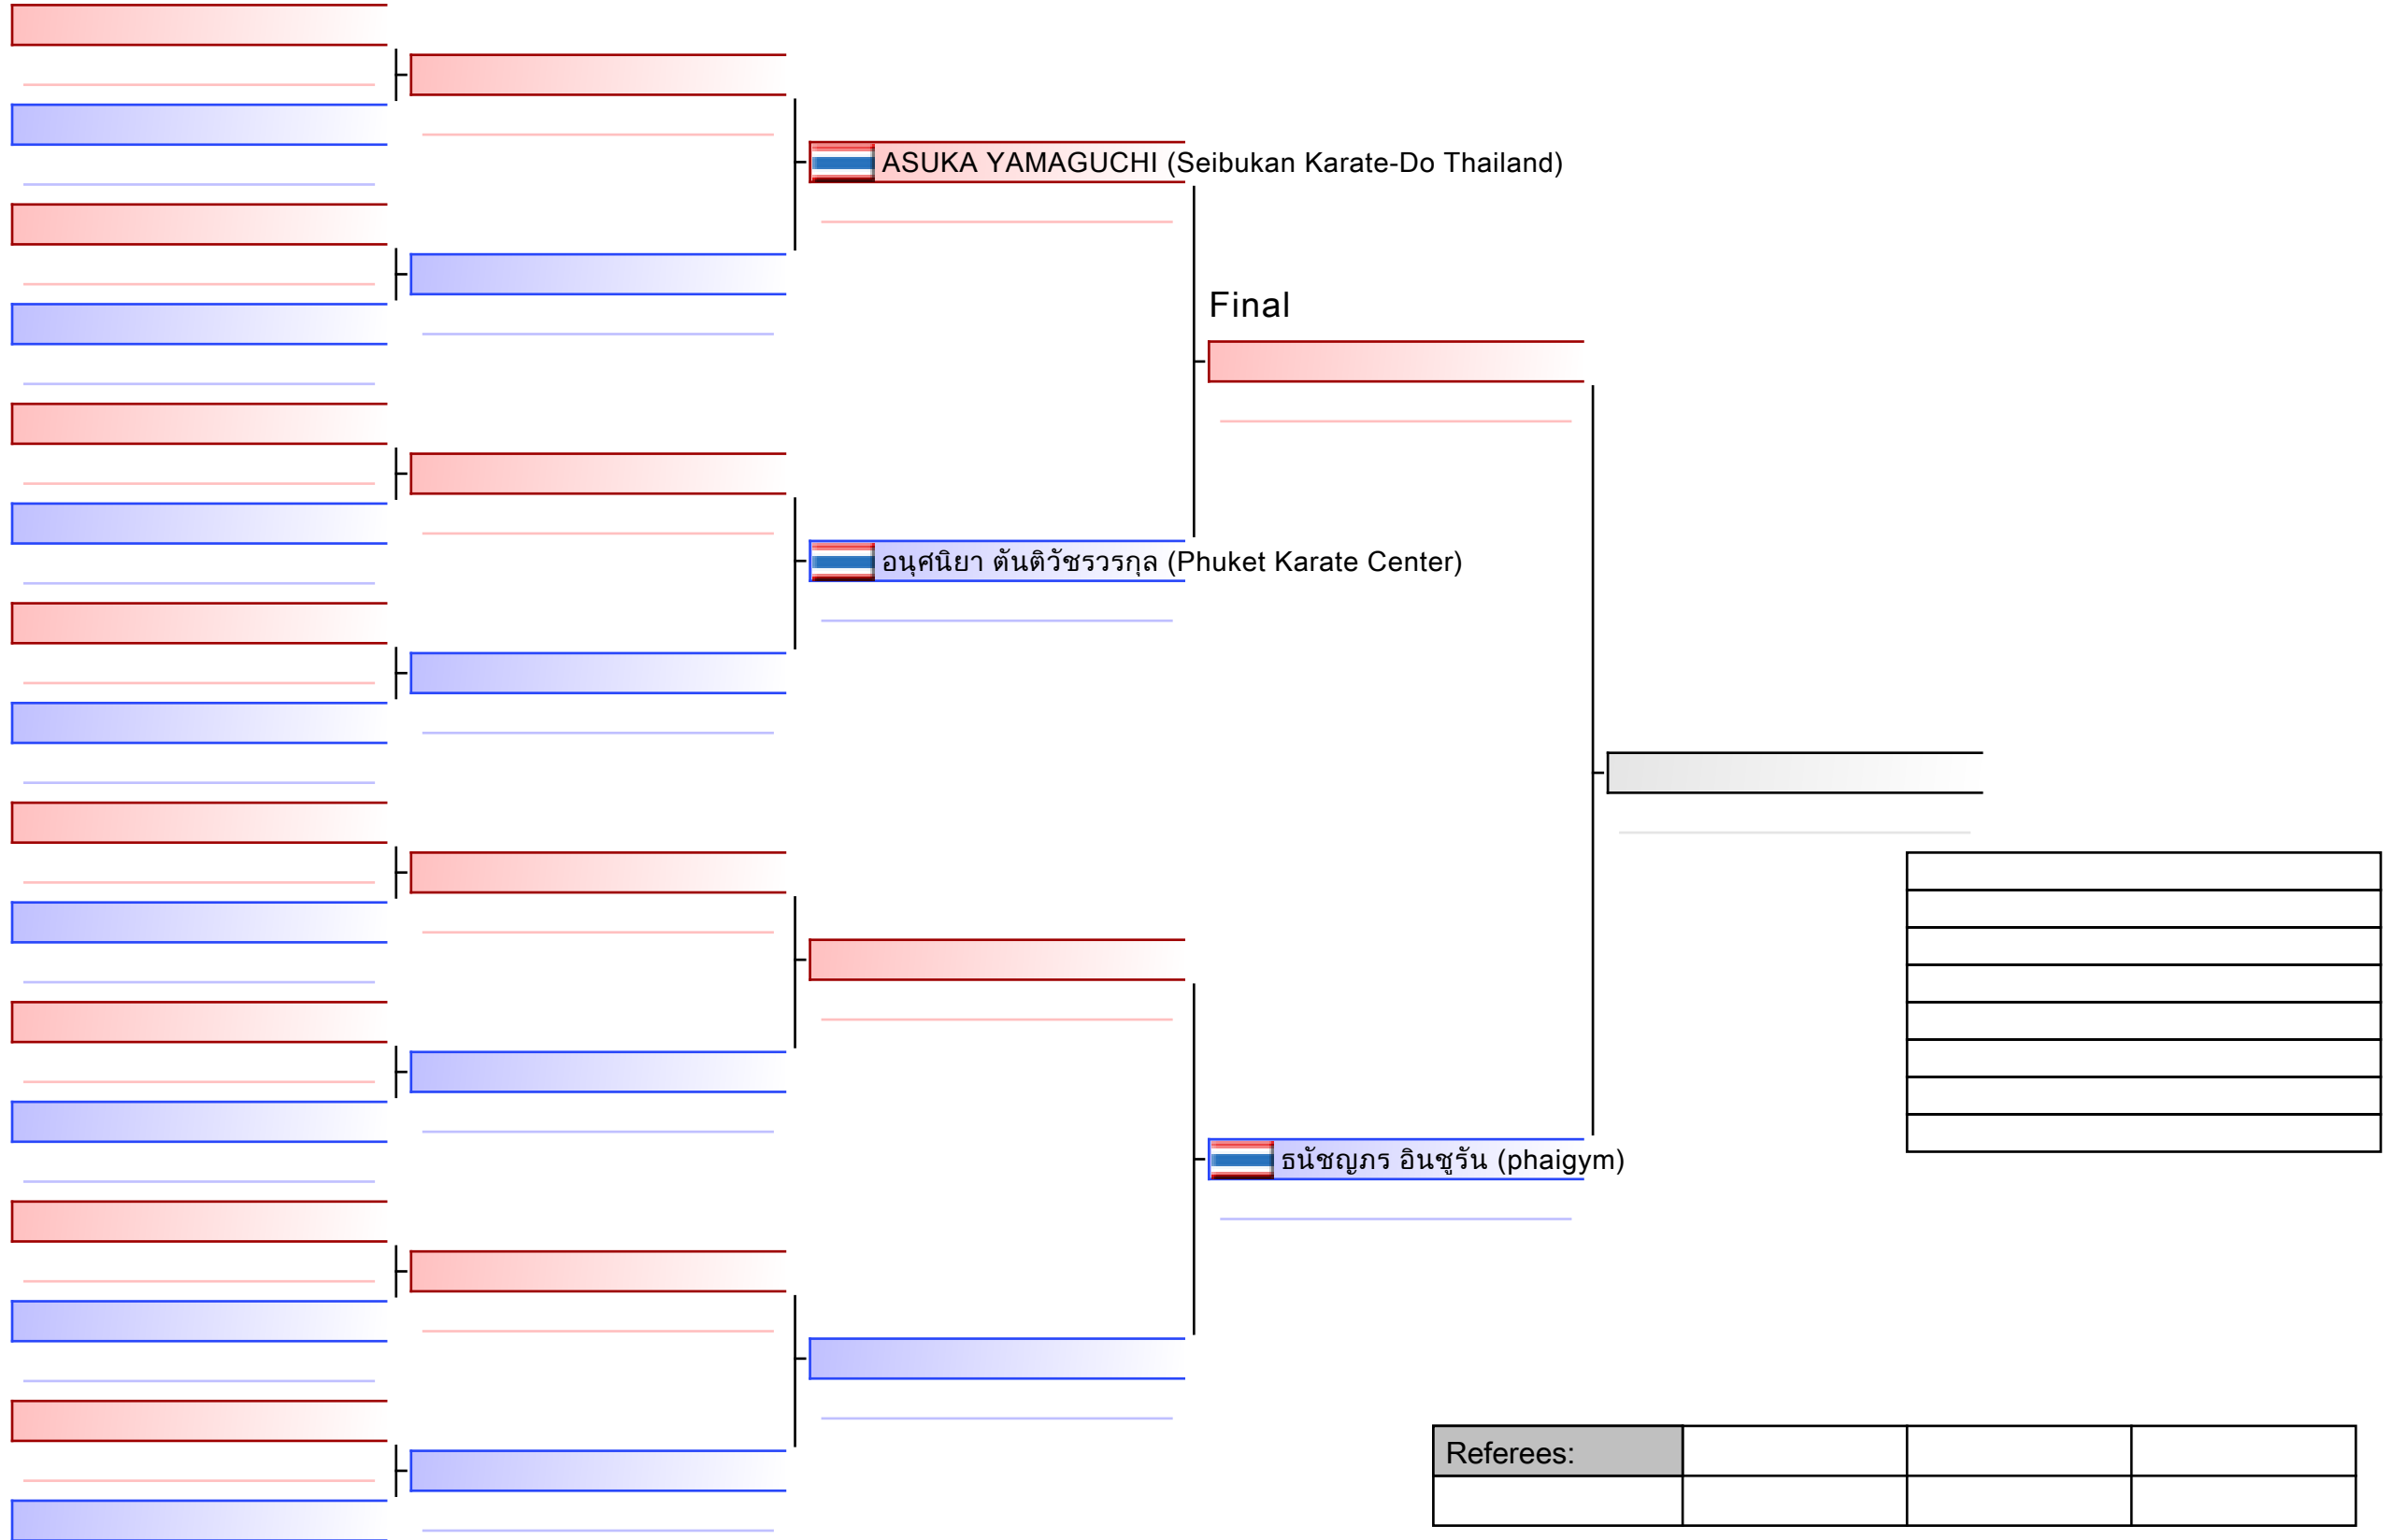 ASUKA YAMAGUCHI (Seibukan Karate-Do Thailand)
Final
อนุศนิยา ตันติวัชรวรกุล (Phuket Karate Center)
ธนัชญภร อินชูรัน (phaigym)
Referees: